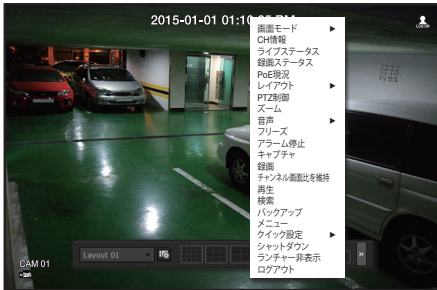 2015-01-01 01:10
LOGON
画面モード
CH情報
ライブステータス
録画ステータス
PoE現況
レイアウト
PTZ制御
ズーム
音声
フリーズ
アラーム停止
キャプチャ
録画
チャンネル画面比を維持
再生
検索
バックアップ
メニュー
クイック設定
シャットダウン
ランチャー非表示
ログアウト
Layout 01
CAM 01